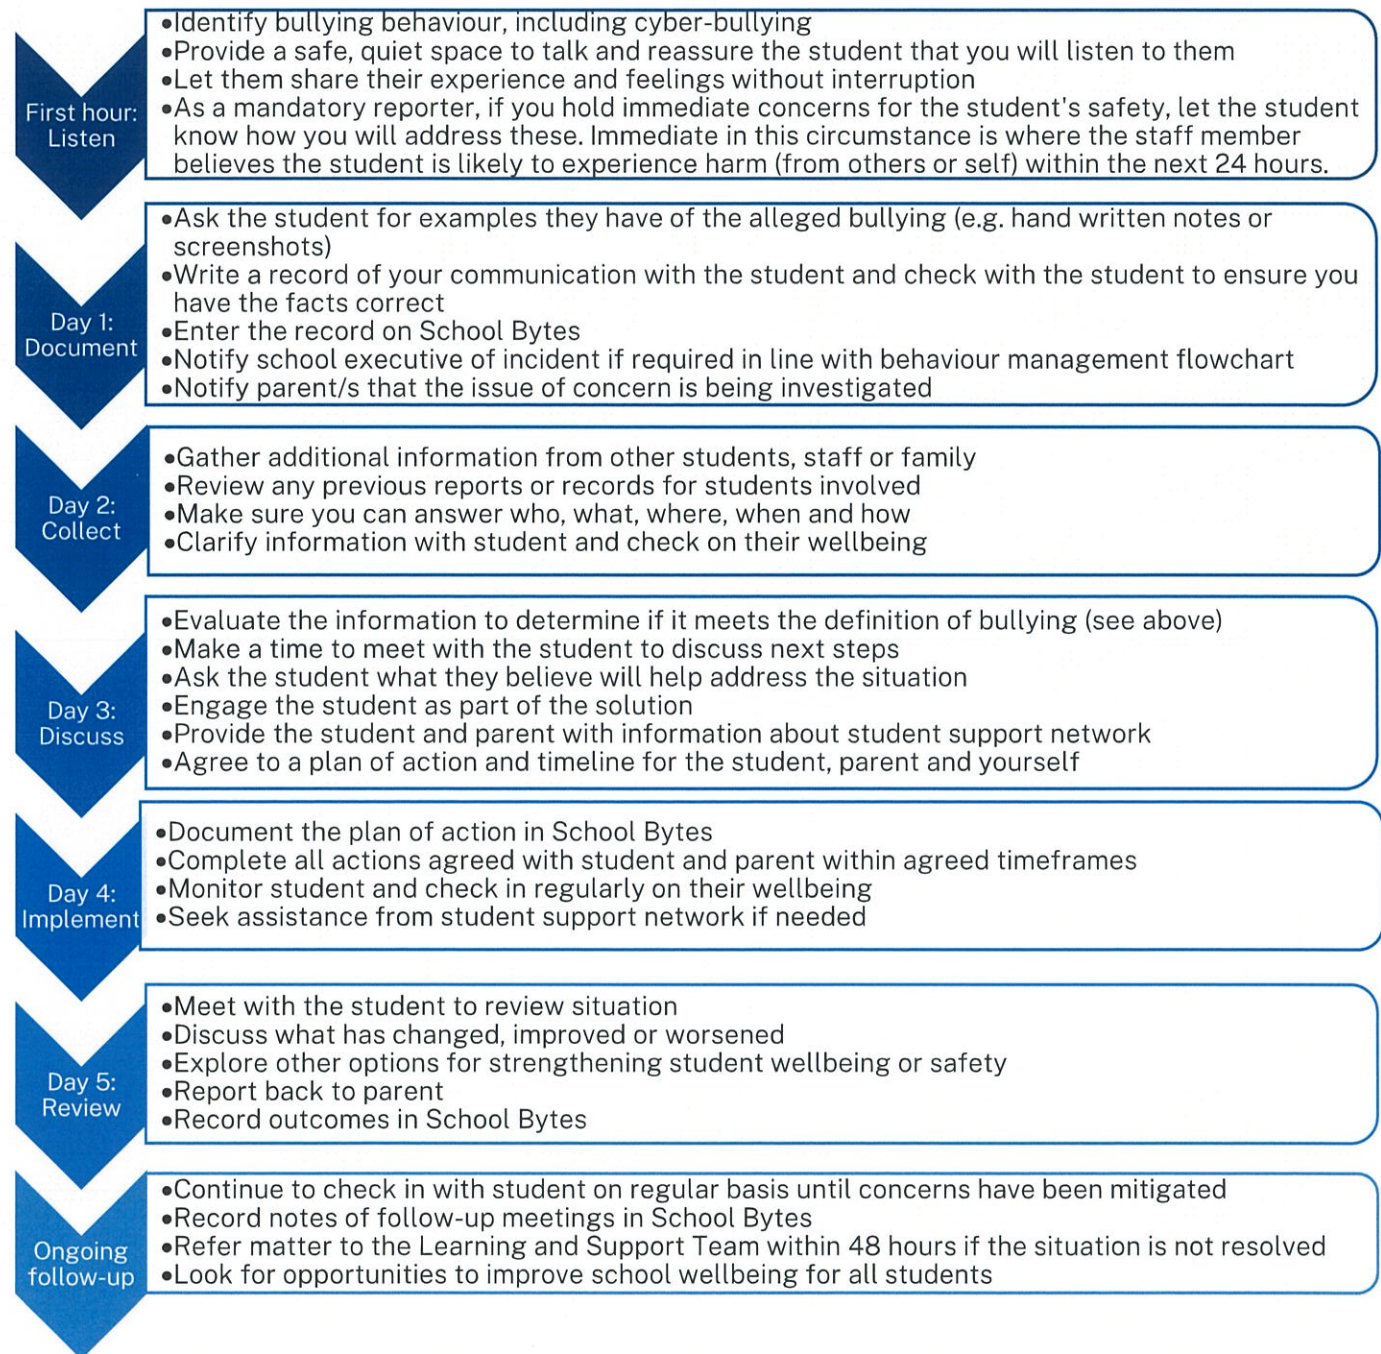 First hour:
Listen
•Identify bullying behaviour, including cyber-bullying
•Provide a safe, quiet space to talk and reassure the student that you will listen to them
•Let them share their experience and feelings without interruption
•As a mandatory reporter, if you hold immediate concerns for the student's safety, let the student
know how you will address these. Immediate in this circumstance is where the staff member
believes the student is likely to experience harm (from others or self) within the next 24 hours.
Day 1:
Document
•Ask the student for examples they have of the alleged bullying (e.g. hand written notes or
screenshots)
•Write a record of your communication with the student and check with the student to ensure you
have the facts correct
•Enter the record on School Bytes
•Notify school executive of incident if required in line with behaviour management flowchart
•Notify parent/s that the issue of concern is being investigated
Day 2:
Collect
•Gather additional information from other students, staff or family
•Review any previous reports or records for students involved
•Make sure you can answer who, what, where, when and how
•Clarify information with student and check on their wellbeing
Day 3:
Discuss
•Evaluate the information to determine if it meets the definition of bullying (see above)
•Make a time to meet with the student to discuss next steps
•Ask the student what they believe will help address the situation
•Engage the student as part of the solution
•Provide the student and parent with information about student support network
•Agree to a plan of action and timeline for the student, parent and yourself
Day 4:
Implement
•Document the plan of action in School Bytes
•Complete all actions agreed with student and parent within agreed timeframes
•Monitor student and check in regularly on their wellbeing
•Seek assistance from student support network if needed
Day 5:
Review
•Meet with the student to review situation
•Discuss what has changed, improved or worsened
•Explore other options for strengthening student wellbeing or safety
•Report back to parent
•Record outcomes in School Bytes
Ongoing
follow-up
•Continue to check in with student on regular basis until concerns have been mitigated
•Record notes of follow-up meetings in School Bytes
•Refer matter to the Learning and Support Team within 48 hours if the situation is not resolved
•Look for opportunities to improve school wellbeing for all students